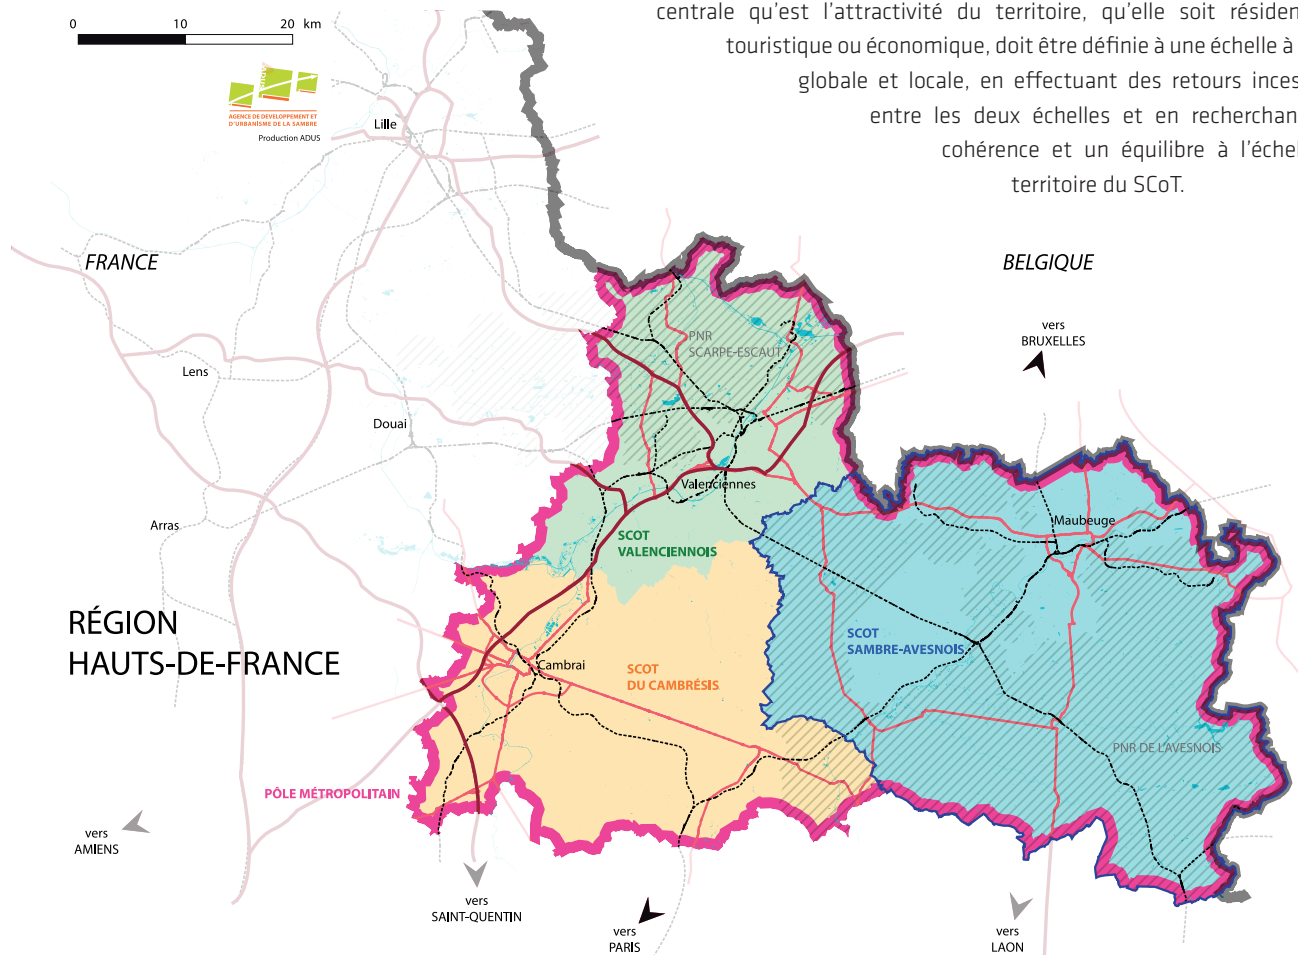 centrale qu'est l'attractivité du territoire, qu'elle soit résiden
touristique ou économique, doit être définie à une échelle à
globale et locale, en effectuant des retours inces
entre les deux échelles et en recherchan
cohérence et un équilibre à l'échel
territoire du SCoT.
0 10 20 km
AGENCE DE DÉVELOPPEMENT ET
D'URBANISME DE LA SAMBRE
Production ADUS
Lille
FRANCE
BELGIQUE
vers
BRUXELLES
PNR
SCARPE-ESCAUT
Lens
Douai
Valenciennes
Arras
Maubeuge
SCOT
VALENCIENNOIS
RÉGION
HAUTS-DE-FRANCE
SCOT
SAMBRE-AVESNOIS
Cambrai
SCOT
DU CAMBRÉSIS
PNR DE L'AVESNOIS
PÔLE MÉTROPOLITAIN
vers
AMIENS
vers
SAINT-QUENTIN
vers
PARIS
vers
LAON